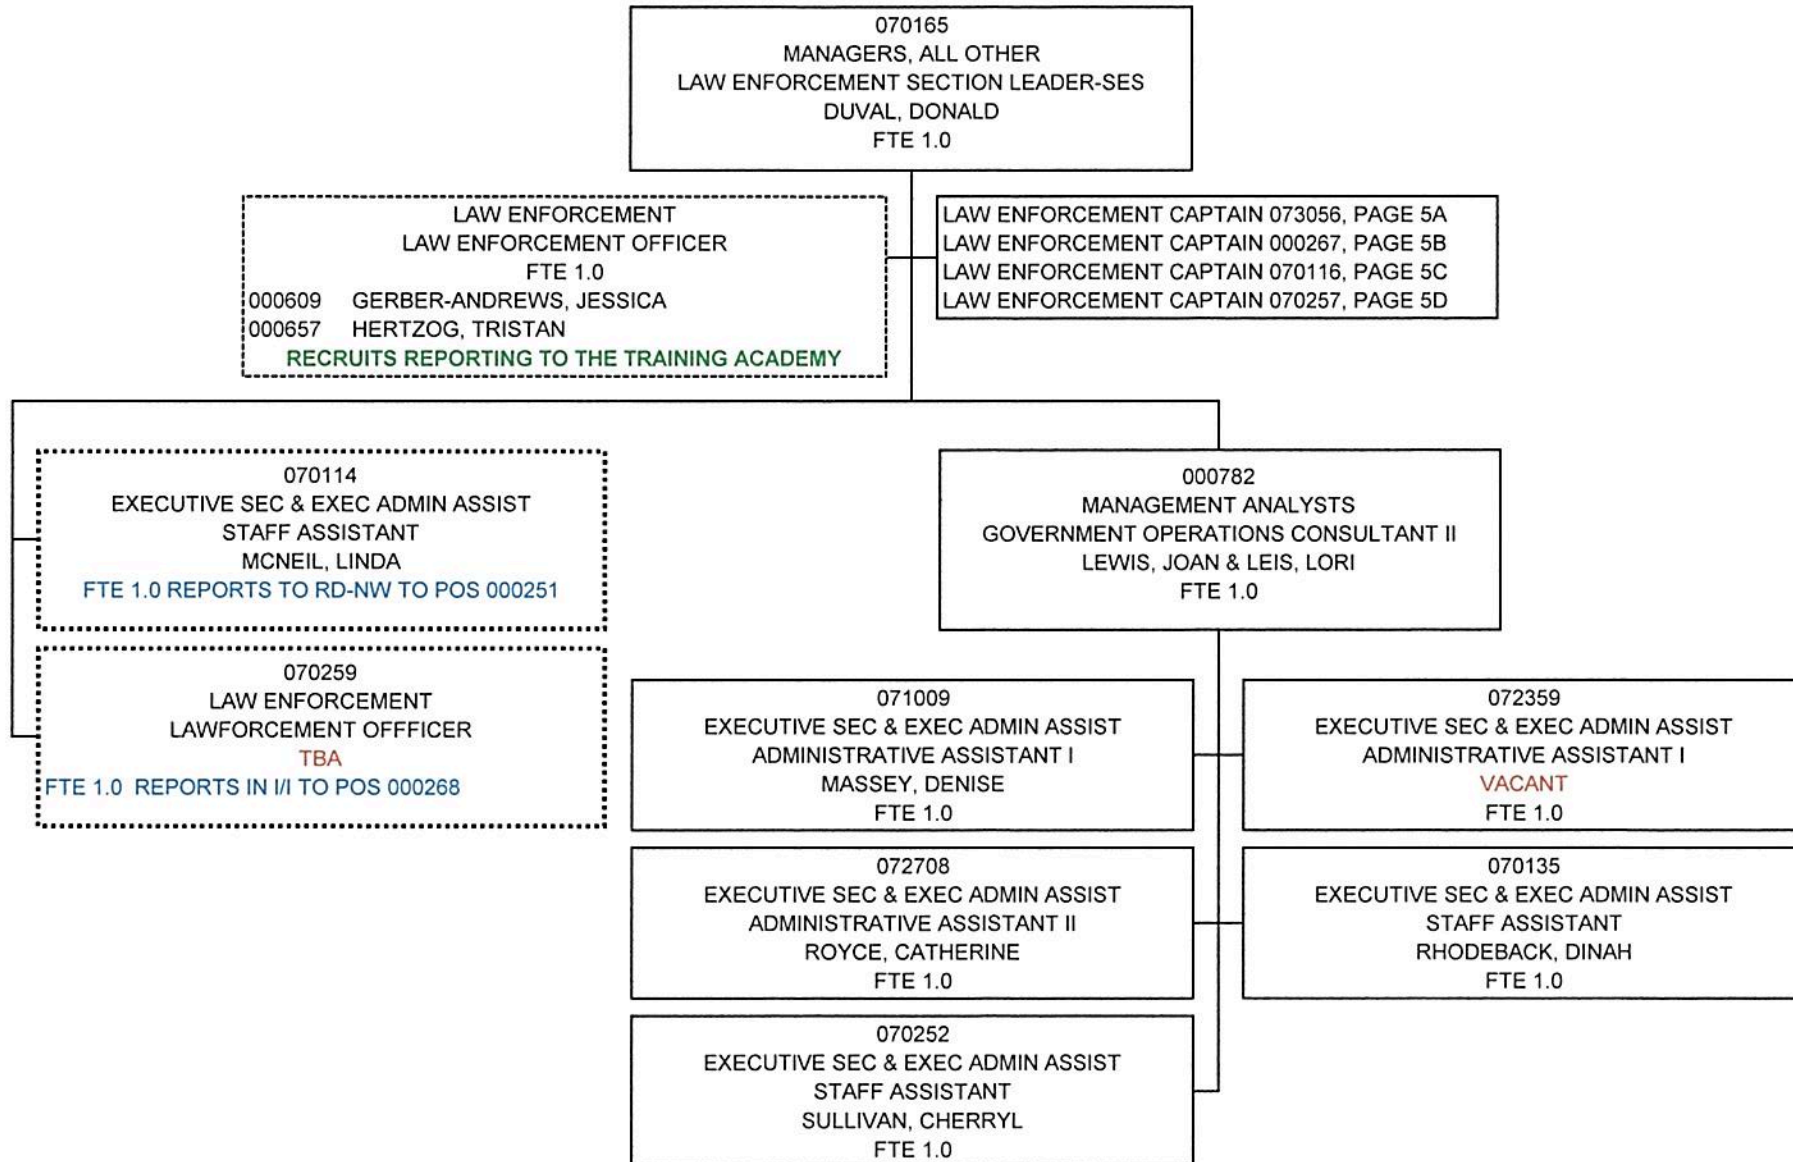 070165
MANAGERS, ALL OTHER
LAW ENFORCEMENT SECTION LEADER-SES
DUVAL, DONALD
FTE 1.0
LAW ENFORCEMENT
LAW ENFORCEMENT OFFICER
FTE 1.0
000609 GERBER-ANDREWS, JESSICA
000657 HERTZOG, TRISTAN
RECRUITS REPORTING TO THE TRAINING ACADEMY
LAW ENFORCEMENT CAPTAIN 073056, PAGE 5A
LAW ENFORCEMENT CAPTAIN 000267, PAGE 5B
LAW ENFORCEMENT CAPTAIN 070116, PAGE 5C
LAW ENFORCEMENT CAPTAIN 070257, PAGE 5D
070114
EXECUTIVE SEC & EXEC ADMIN ASSIST
STAFF ASSISTANT
MCNEIL, LINDA
FTE 1.0 REPORTS TO RD-NW TO POS 000251
070259
LAW ENFORCEMENT
LAWFORCEMENT OFFFICER
TBA
FTE 1.0 REPORTS IN I/I TO POS 000268
000782
MANAGEMENT ANALYSTS
GOVERNMENT OPERATIONS CONSULTANT II
LEWIS, JOAN & LEIS, LORI
FTE 1.0
071009
EXECUTIVE SEC & EXEC ADMIN ASSIST
ADMINISTRATIVE ASSISTANT I
MASSEY, DENISE
FTE 1.0
072359
EXECUTIVE SEC & EXEC ADMIN ASSIST
ADMINISTRATIVE ASSISTANT I
VACANT
FTE 1.0
072708
EXECUTIVE SEC & EXEC ADMIN ASSIST
ADMINISTRATIVE ASSISTANT II
ROYCE, CATHERINE
FTE 1.0
070135
EXECUTIVE SEC & EXEC ADMIN ASSIST
STAFF ASSISTANT
RHODEBACK, DINAH
FTE 1.0
070252
EXECUTIVE SEC & EXEC ADMIN ASSIST
STAFF ASSISTANT
SULLIVAN, CHERRYL
FTE 1.0